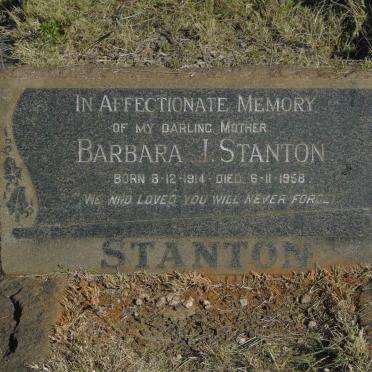 IN AFFECTIONATE MEMORY
OF MY DARLING MOTHER
BARBARA J. STANTON
BORN 8-12-1914 - DIED 6-11-1958.
"WE WHO LOVED YOU WILL NEVER FORGET
STANTON